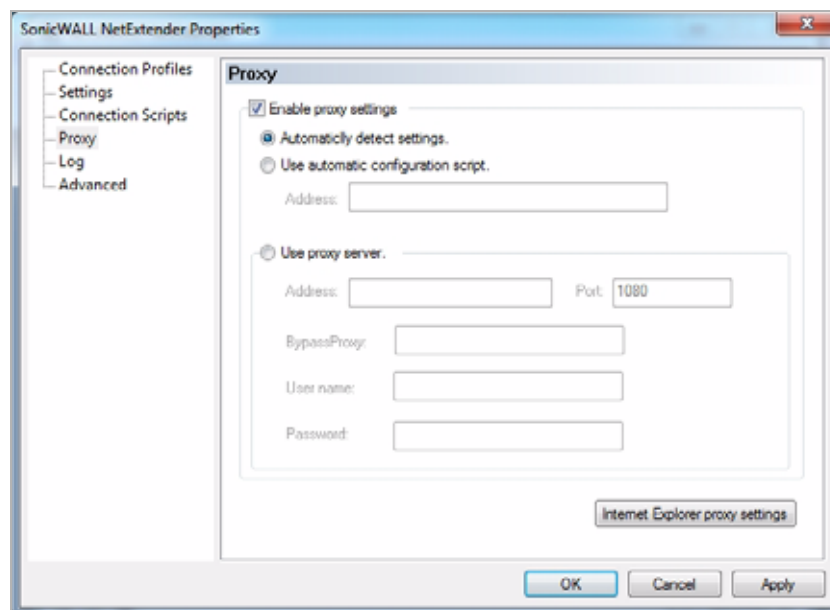 SonicWALL NetExtender Properties
Connection Profiles
Settings
Connection Scripts
Proxy
Log
Advanced
Proxy
Enable proxy settings
Automaticlly detect settings.
Use automatic configuration script.
Address:
Use proxy server.
Address:
Port: 1080
BypassProxy:
User name:
Password:
Internet Explorer proxy settings
OK
Cancel
Apply